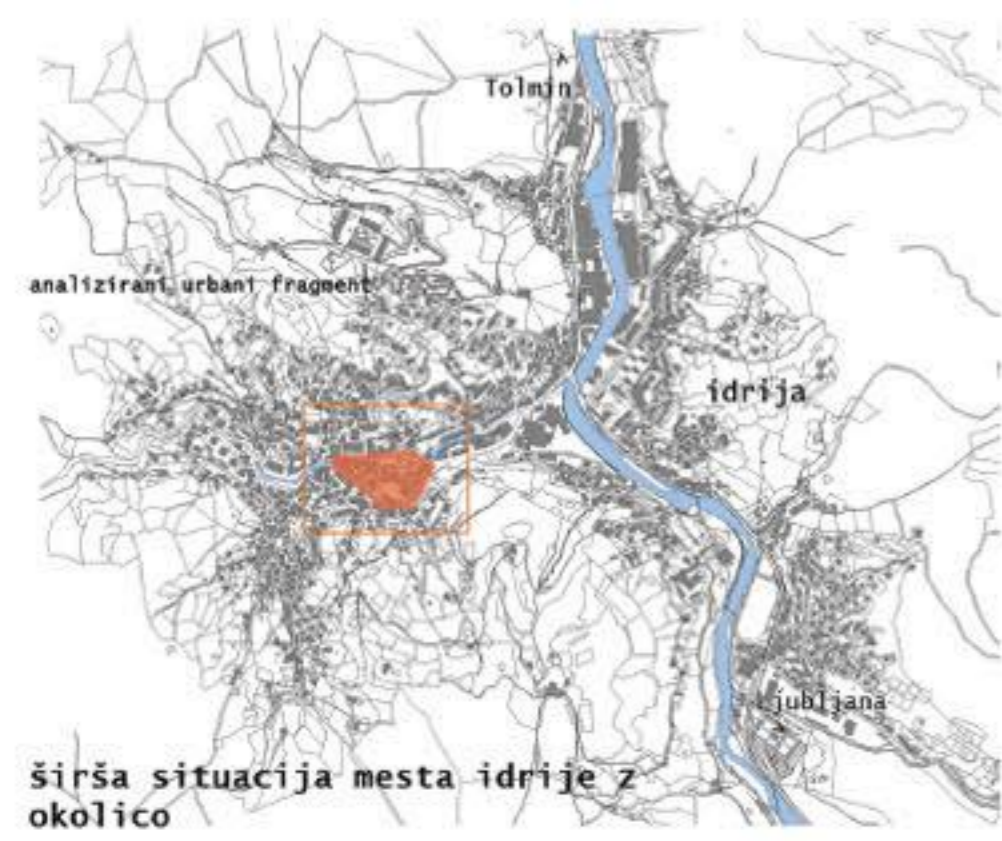 Tolmin
analizirani urbani fragment
idrija
Ljubljana
širša situacija mesta idrije z
okolico